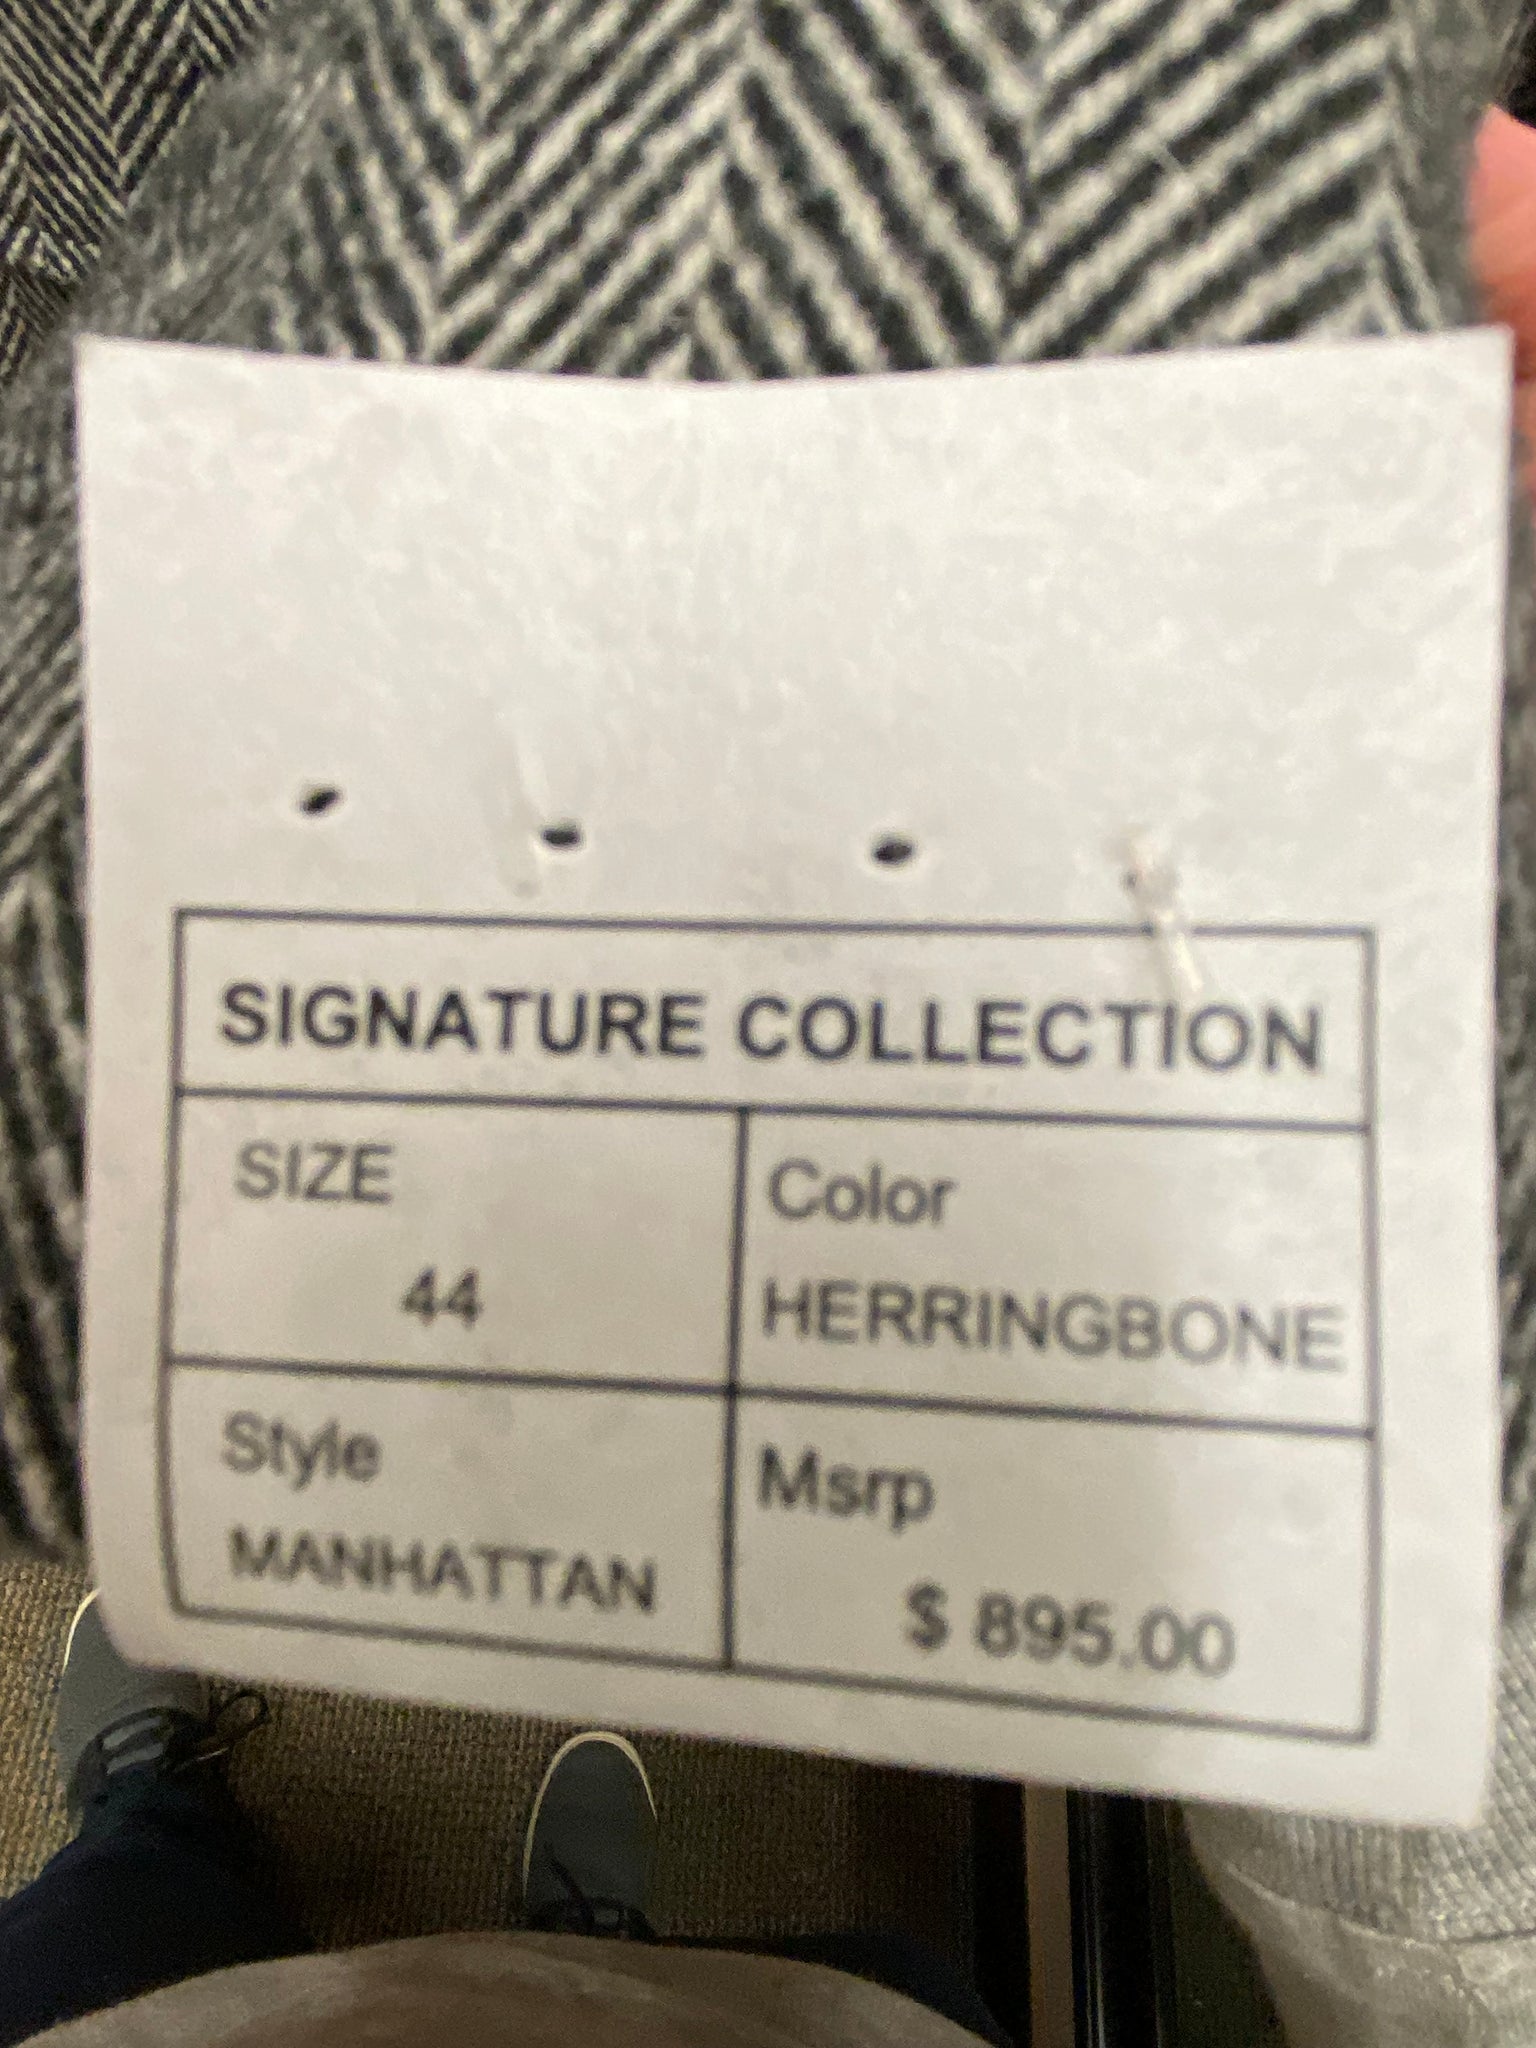 SIGNATURE COLLECTION
SIZE
44
Color
HERRINGBONE
Style
MANHATTAN
Msrp
$ 895.00